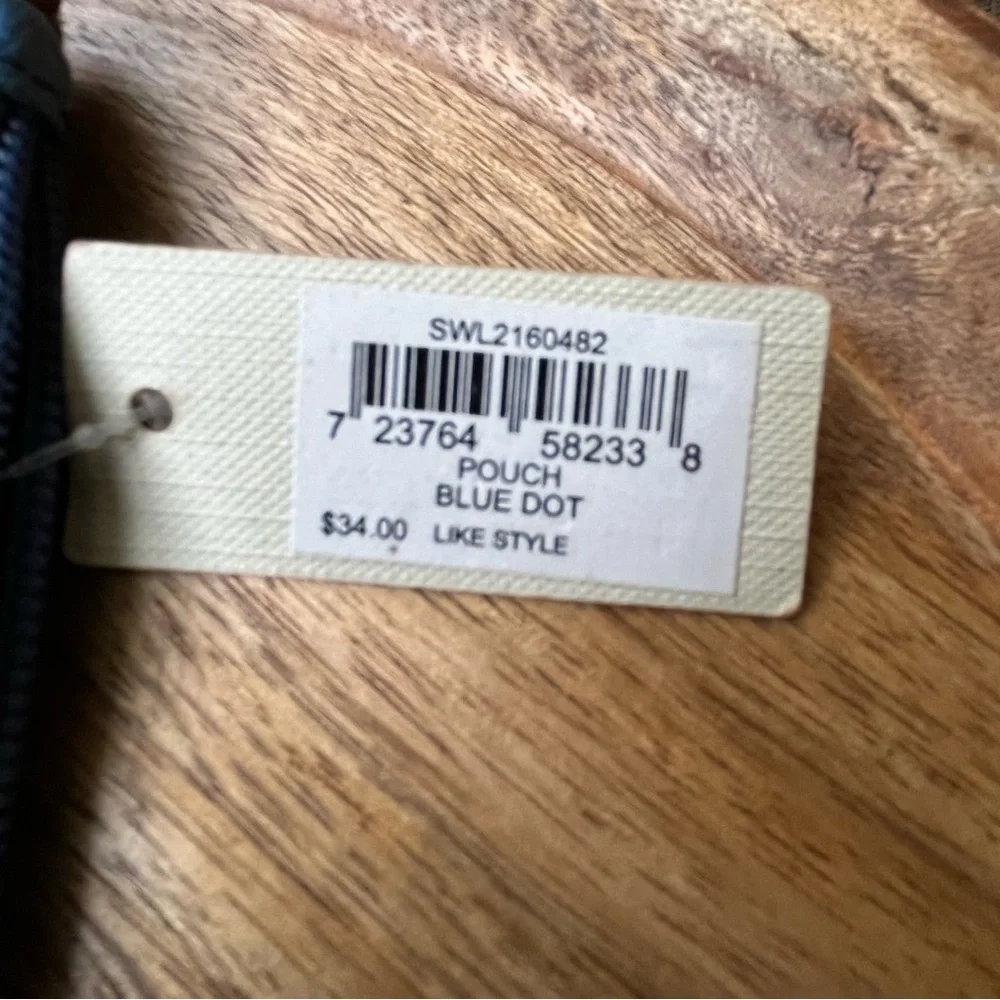 SWL2160482
7 23764 58233 8
POUCH
BLUE DOT
$34.00 LIKE STYLE